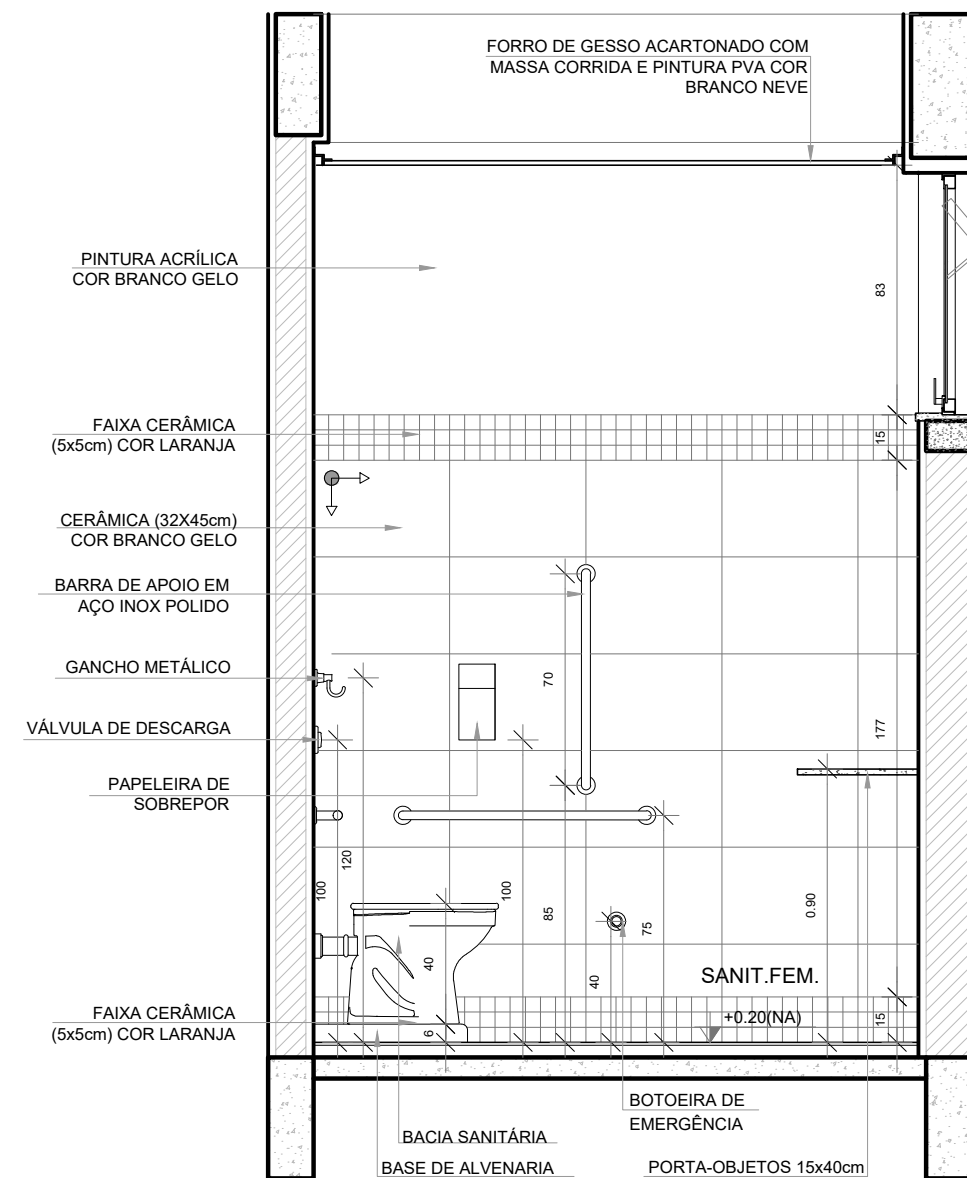 FORRO DE GESSO ACARTONADO COM
MASSA CORRIDA E PINTURA PVA COR
BRANCO NEVE
PINTURA ACRÍLICA
COR BRANCO GELO
83
FAIXA CERÂMICA
(5x5cm) COR LARANJA
15
CERÂMICA (32X45cm)
COR BRANCO GELO
BARRA DE APOIO EM
AÇO INOX POLIDO
GANCHO METÁLICO
70
VÁLVULA DE DESCARGA
177
PAPELEIRA DE
SOBREPOR
120
100
100
85
75
0.90
40
40
SANIT.FEM.
FAIXA CERÂMICA
(5x5cm) COR LARANJA
6
+0.20(NA)
15
BOTOEIRA DE
EMERGÊNCIA
BACIA SANITÁRIA
BASE DE ALVENARIA
PORTA-OBJETOS 15x40cm